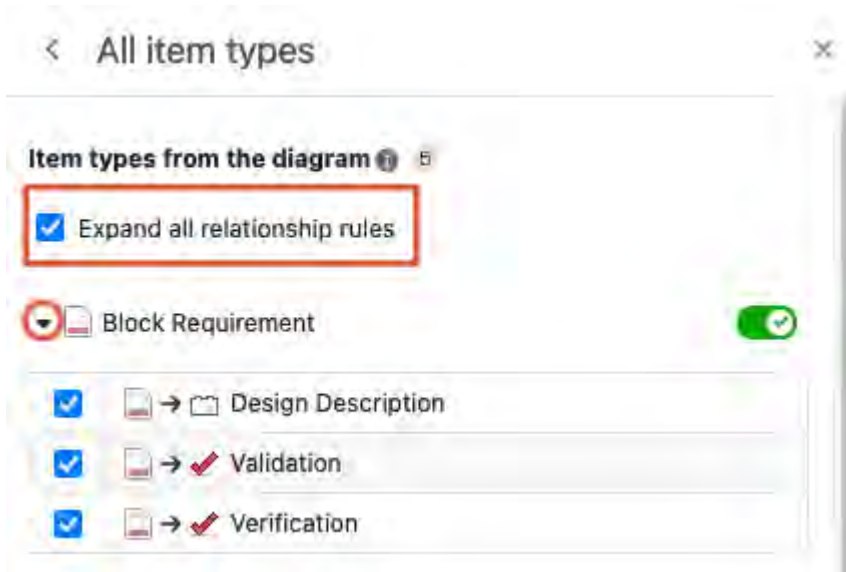 All item types
Item types from the diagram
Expand all relationship rules
Block Requirement
Design Description
Validation
Verification